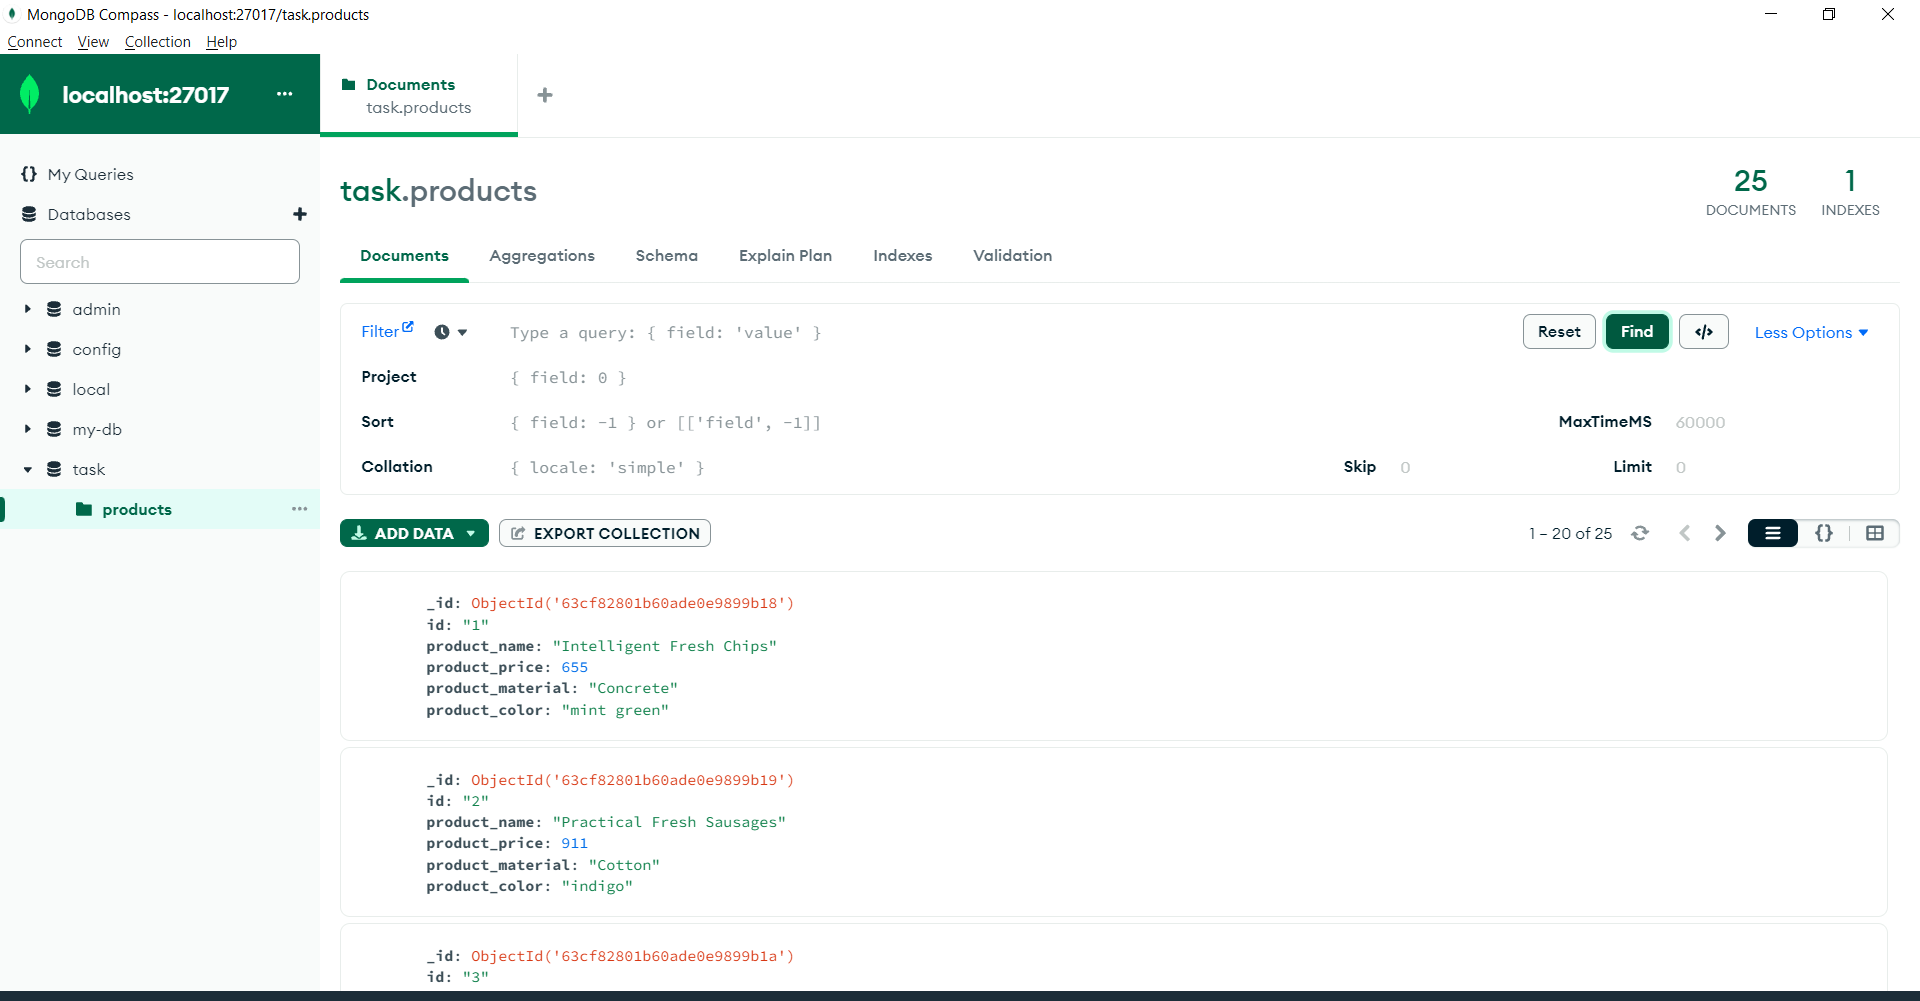 MongoDB Compass - localhost:27017/task.products
Connect View Collection Help
localhost:27017 ...
Documents
task.products
+
{} My Queries
Databases +
Search
admin
config
local
my-db
task
products ...
task.products
25 DOCUMENTS
1 INDEXES
Documents Aggregations Schema Explain Plan Indexes Validation
Filter Type a query: { field: 'value' } Reset Find </> Less Options
Project { field: 0 }
Sort { field: -1 } or [['field', -1]] MaxTimeMS 60000
Collation { locale: 'simple' } Skip 0 Limit 0
ADD DATA EXPORT COLLECTION 1 – 20 of 25 {}
_id: ObjectId('63cf82801b60ade0e9899b18')
id: "1"
product_name: "Intelligent Fresh Chips"
product_price: 655
product_material: "Concrete"
product_color: "mint green"
_id: ObjectId('63cf82801b60ade0e9899b19')
id: "2"
product_name: "Practical Fresh Sausages"
product_price: 911
product_material: "Cotton"
product_color: "indigo"
_id: ObjectId('63cf82801b60ade0e9899b1a')
id: "3"